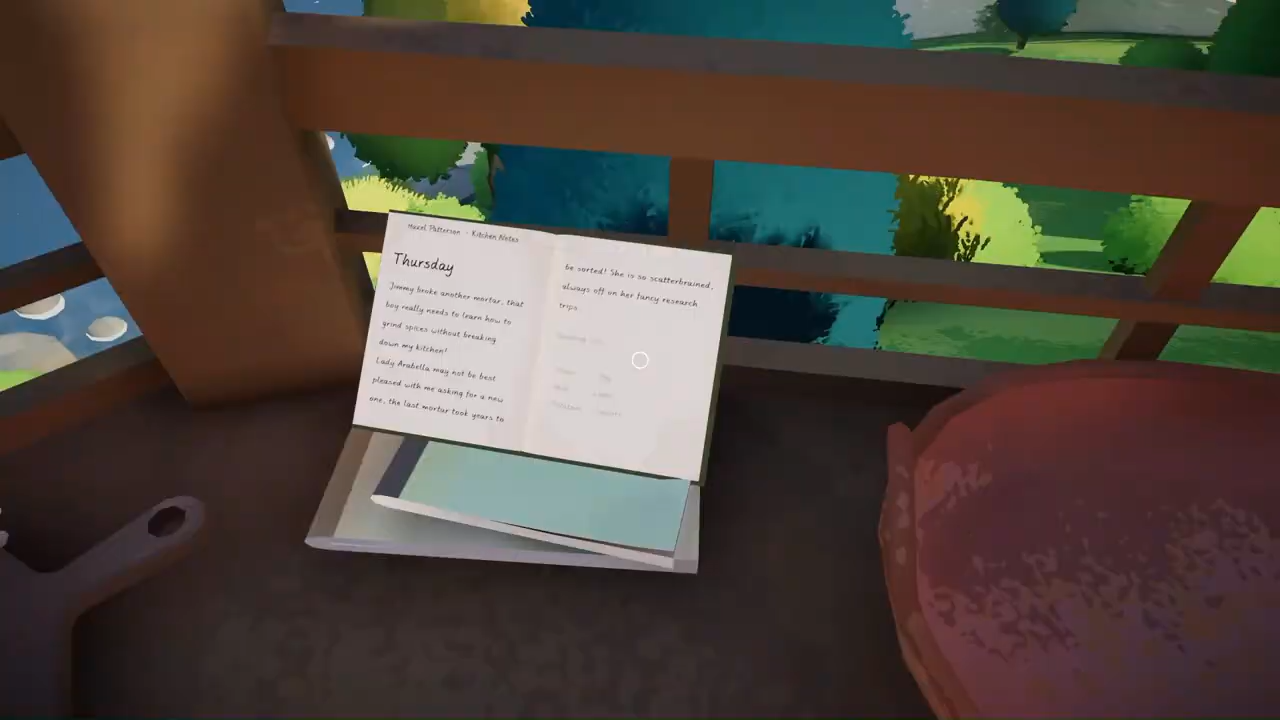 Hazel Patterson - Kitchen Notes
Thursday
Jimmy broke another mortar, that
boy really needs to learn how to
grind spices without breaking
down my kitchen!
Lady Arabella may not be best
pleased with me asking for a new
one, the last mortar took years to
be sorted! She is so scatterbrained,
always off on her fancy research
trips.